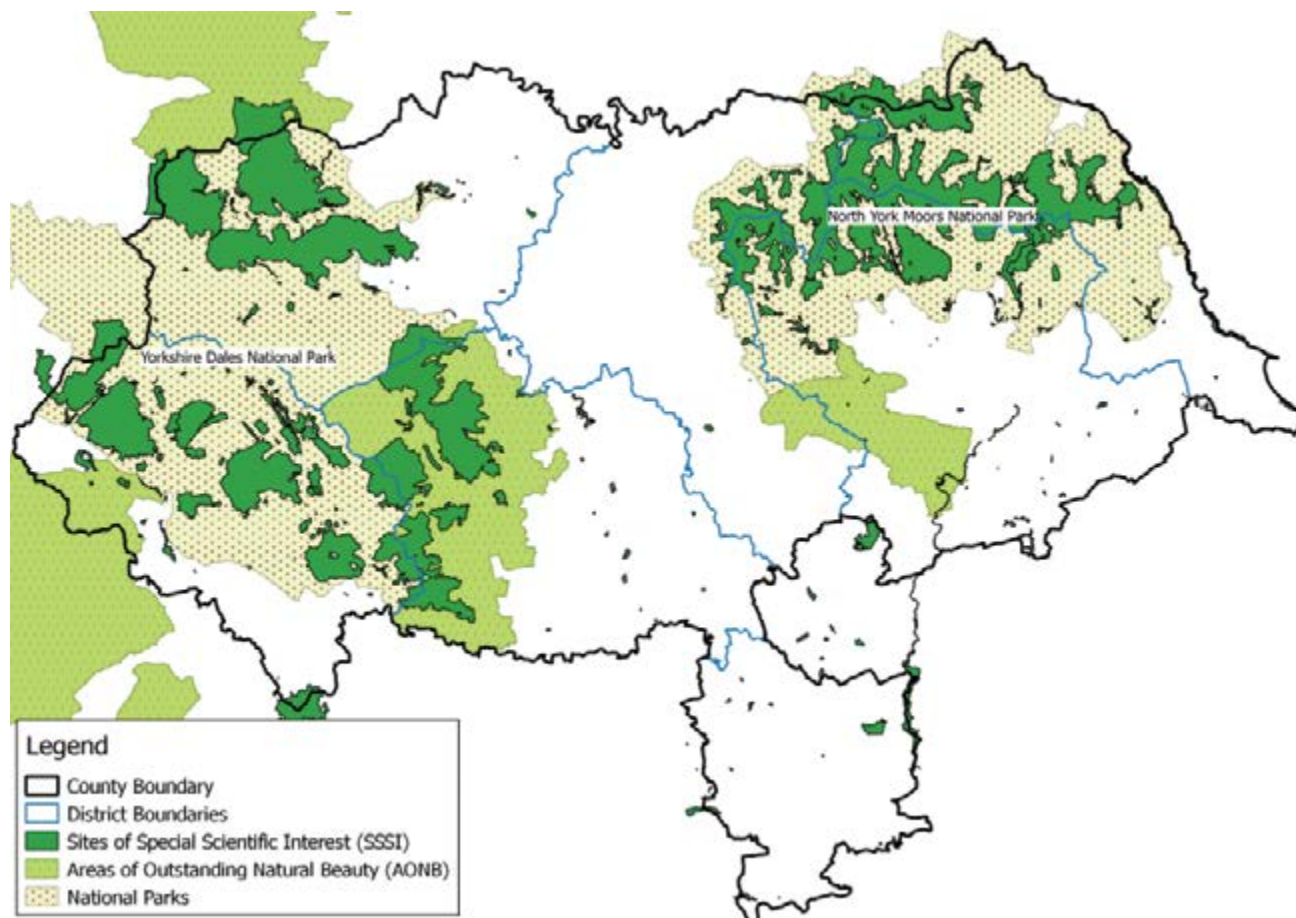 North York Moors National Park
Yorkshire Dales National Park
Legend
County Boundary
District Boundaries
Sites of Special Scientific Interest (SSSI)
Areas of Outstanding Natural Beauty (AONB)
National Parks